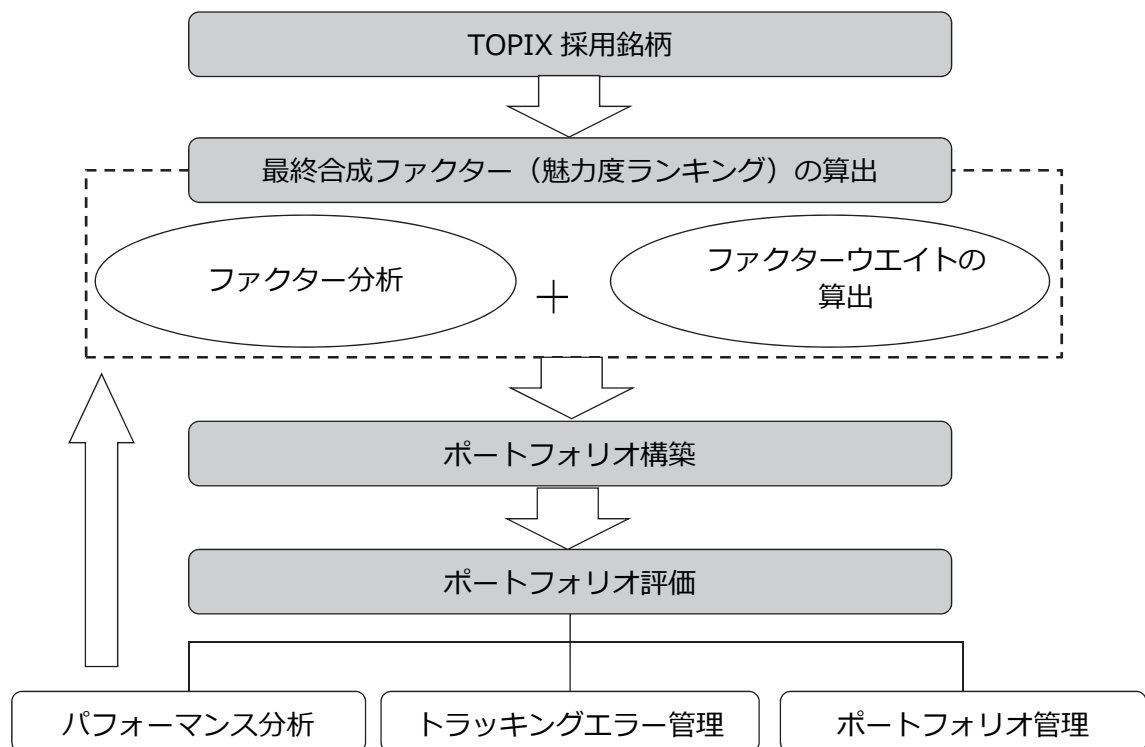 TOPIX 採用銘柄
最終合成ファクター（魅力度ランキング）の算出
ファクター分析
＋
ファクターウエイトの
算出
ポートフォリオ構築
ポートフォリオ評価
パフォーマンス分析
トラッキングエラー管理
ポートフォリオ管理